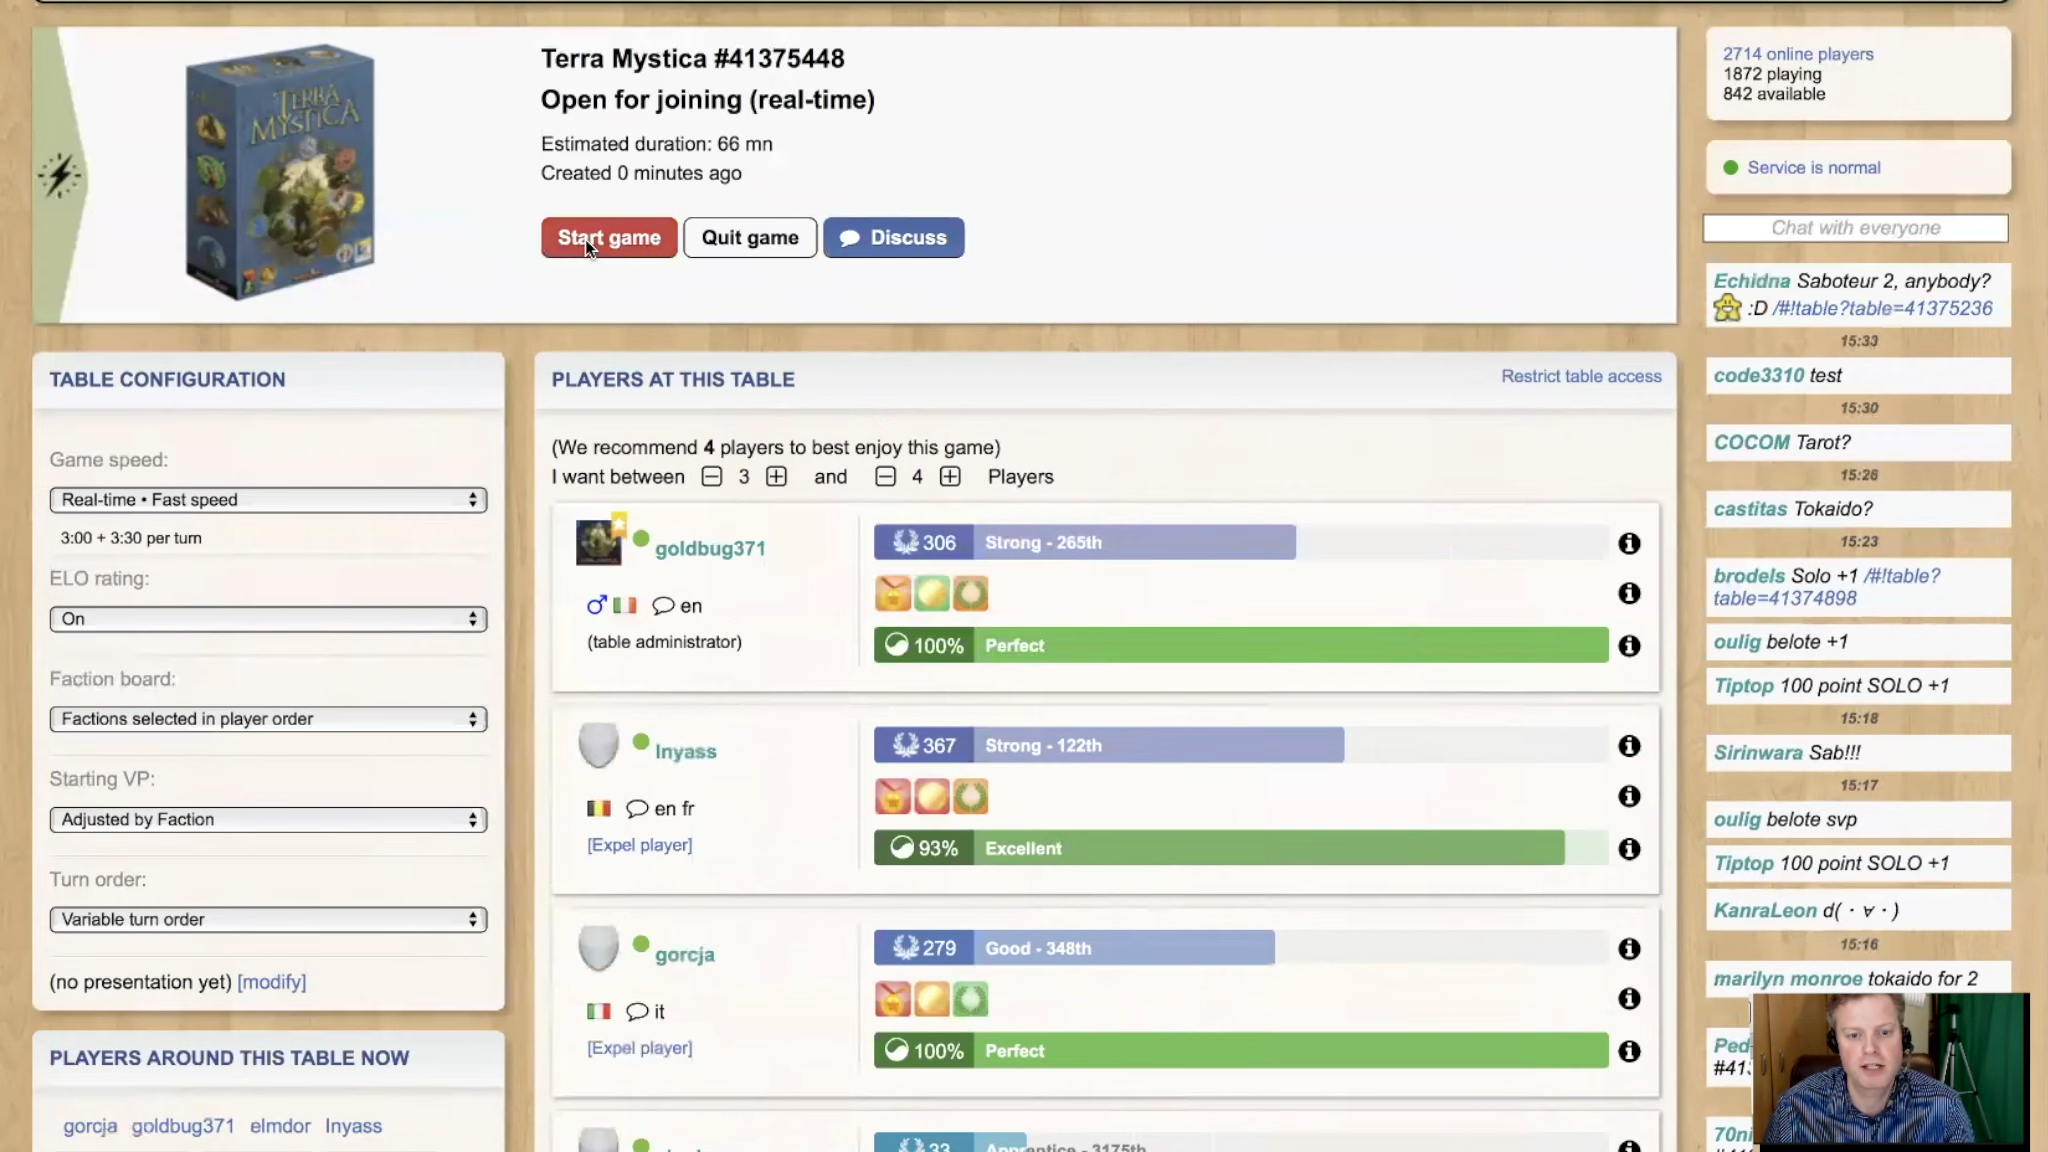 TERRA
MYSTICA
Terra Mystica #41375448
Open for joining (real-time)
Estimated duration: 66 mn
Created 0 minutes ago
Start game
Quit game
Discuss
TABLE CONFIGURATION
Game speed:
Real-time • Fast speed
3:00 + 3:30 per turn
ELO rating:
On
Faction board:
Factions selected in player order
Starting VP:
Adjusted by Faction
Turn order:
Variable turn order
(no presentation yet) [modify]
PLAYERS AROUND THIS TABLE NOW
gorcja goldbug371 elmdor Inyass
PLAYERS AT THIS TABLE
Restrict table access
(We recommend 4 players to best enjoy this game)
I want between 3 and 4 Players
goldbug371
en
(table administrator)
306 Strong - 265th
100% Perfect
Inyass
en fr
[Expel player]
367 Strong - 122th
93% Excellent
gorcja
it
[Expel player]
279 Good - 348th
100% Perfect
33 Apprentice - 3175th
2714 online players
1872 playing
842 available
Service is normal
Chat with everyone
Echidna Saboteur 2, anybody?
:D /#!table?table=41375236
15:33
code3310 test
15:30
COCOM Tarot?
15:26
castitas Tokaido?
15:23
brodels Solo +1 /#!table?
table=41374898
oulig belote +1
Tiptop 100 point SOLO +1
15:18
Sirinwara Sab!!!
15:17
oulig belote svp
Tiptop 100 point SOLO +1
KanraLeon d(・∀・)
15:16
marilyn monroe tokaido for 2
Ped
#413
70ni